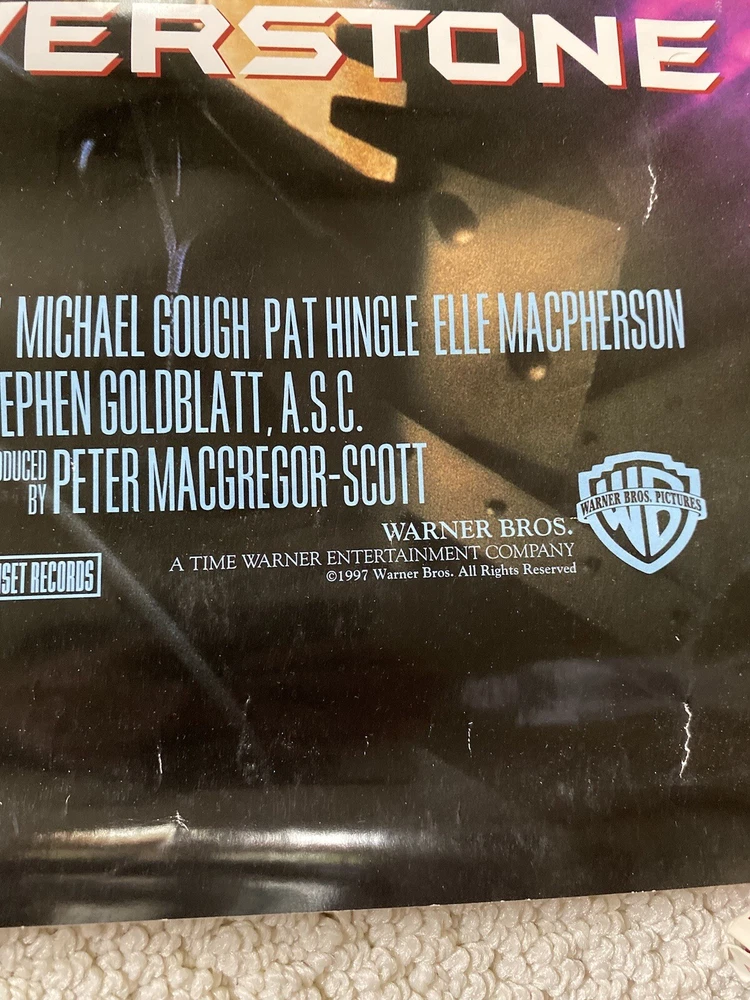 VERSTONE
MICHAEL GOUGH PAT HINGLE ELLE MACPHERSON
EPHEN GOLDBLATT, A.S.C.
ODUCED BY PETER MACGREGOR-SCOTT
WARNER BROS. PICTURES
WB
WARNER BROS.
A TIME WARNER ENTERTAINMENT COMPANY
©1997 Warner Bros. All Rights Reserved
SET RECORDS